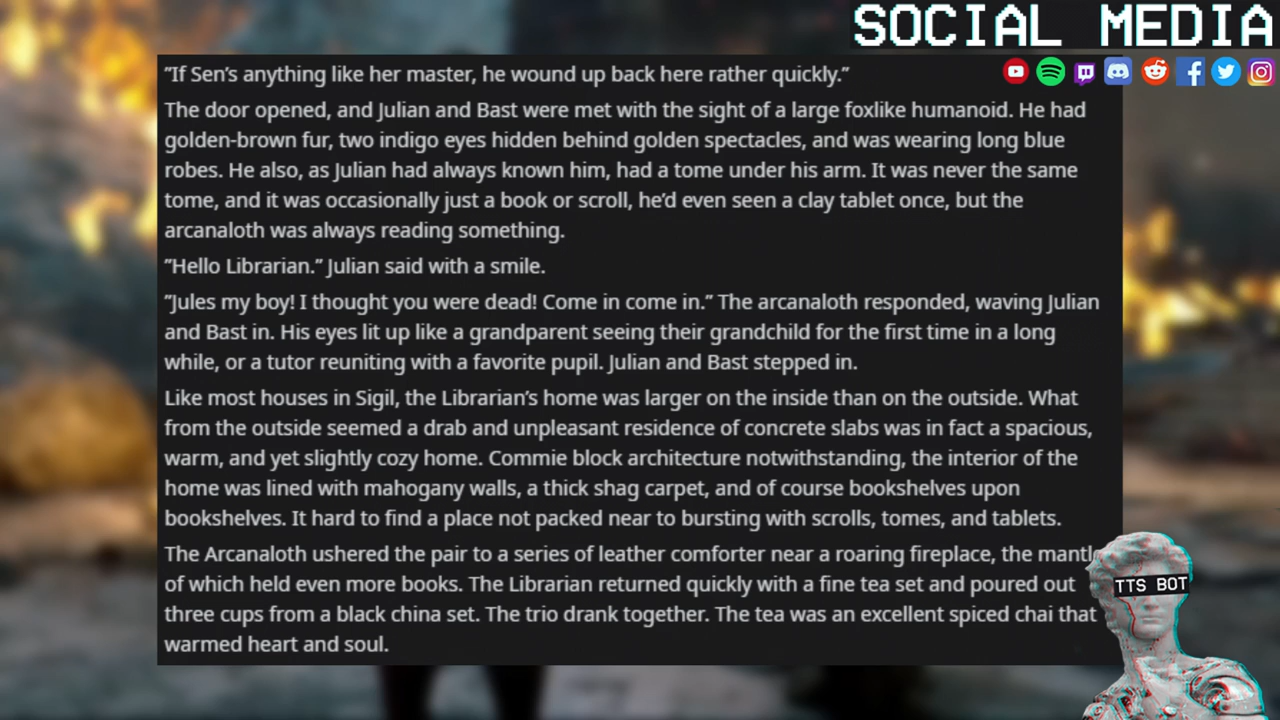 SOCIAL MEDIA
"If Sen's anything like her master, he wound up back here rather quickly."
The door opened, and Julian and Bast were met with the sight of a large foxlike humanoid. He had
golden-brown fur, two indigo eyes hidden behind golden spectacles, and was wearing long blue
robes. He also, as Julian had always known him, had a tome under his arm. It was never the same
tome, and it was occasionally just a book or scroll, he'd even seen a clay tablet once, but the
arcanaloth was always reading something.
"Hello Librarian." Julian said with a smile.
"Jules my boy! I thought you were dead! Come in come in." The arcanaloth responded, waving Julian
and Bast in. His eyes lit up like a grandparent seeing their grandchild for the first time in a long
while, or a tutor reuniting with a favorite pupil. Julian and Bast stepped in.
Like most houses in Sigil, the Librarian's home was larger on the inside than on the outside. What
from the outside seemed a drab and unpleasant residence of concrete slabs was in fact a spacious,
warm, and yet slightly cozy home. Commie block architecture notwithstanding, the interior of the
home was lined with mahogany walls, a thick shag carpet, and of course bookshelves upon
bookshelves. It hard to find a place not packed near to bursting with scrolls, tomes, and tablets.
The Arcanaloth ushered the pair to a series of leather comforter near a roaring fireplace, the mantle
of which held even more books. The Librarian returned quickly with a fine tea set and poured out
three cups from a black china set. The trio drank together. The tea was an excellent spiced chai that
warmed heart and soul.
TTS BOT